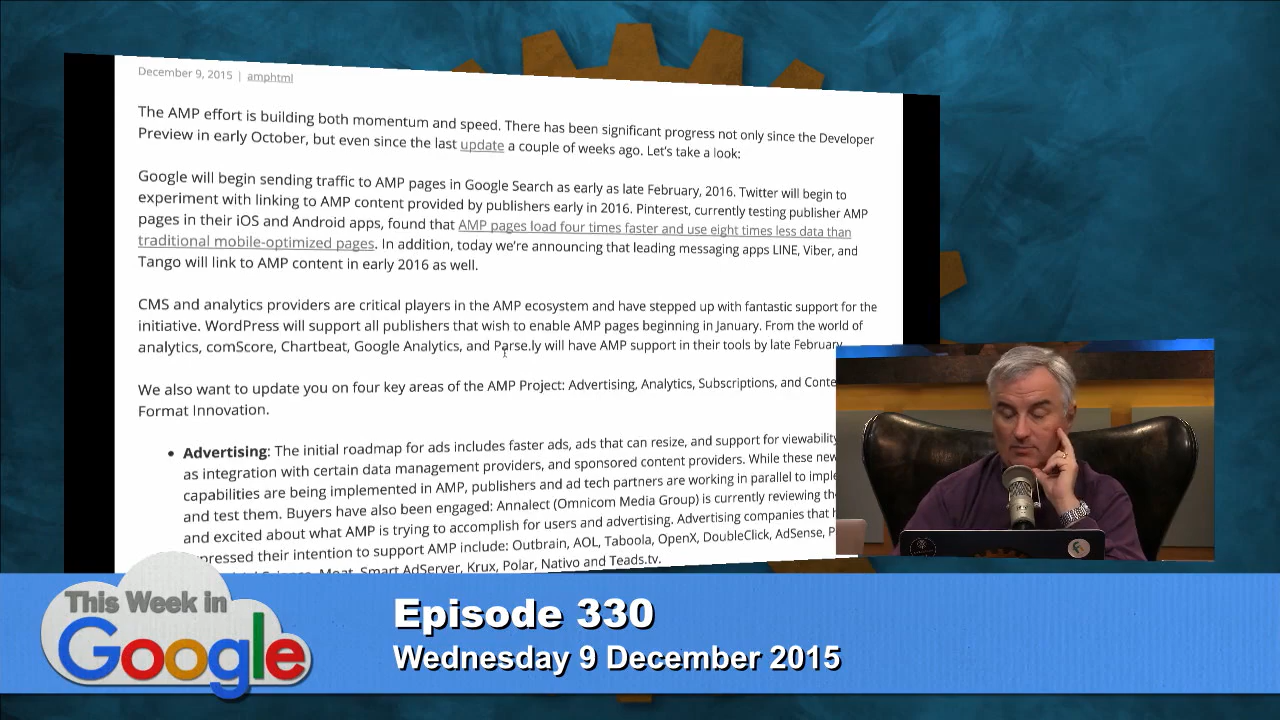 December 9, 2015 | amphtml
The AMP effort is building both momentum and speed. There has been significant progress not only since the Developer
Preview in early October, but even since the last update a couple of weeks ago. Let's take a look:
Google will begin sending traffic to AMP pages in Google Search as early as late February, 2016. Twitter will begin to
experiment with linking to AMP content provided by publishers early in 2016. Pinterest, currently testing publisher AMP
pages in their iOS and Android apps, found that AMP pages load four times faster and use eight times less data than
traditional mobile-optimized pages. In addition, today we're announcing that leading messaging apps LINE, Viber, and
Tango will link to AMP content in early 2016 as well.
CMS and analytics providers are critical players in the AMP ecosystem and have stepped up with fantastic support for the
initiative. WordPress will support all publishers that wish to enable AMP pages beginning in January. From the world of
analytics, comScore, Chartbeat, Google Analytics, and Parse.ly will have AMP support in their tools by late February.
We also want to update you on four key areas of the AMP Project: Advertising, Analytics, Subscriptions, and Conte
Format Innovation.
• Advertising: The initial roadmap for ads includes faster ads, ads that can resize, and support for viewability
as integration with certain data management providers, and sponsored content providers. While these new
capabilities are being implemented in AMP, publishers and ad tech partners are working in parallel to imple
and test them. Buyers have also been engaged: Annalect (Omnicom Media Group) is currently reviewing the
and excited about what AMP is trying to accomplish for users and advertising. Advertising companies that h
pressed their intention to support AMP include: Outbrain, AOL, Taboola, OpenX, DoubleClick, AdSense, P
Moat, Smart AdServer, Krux, Polar, Nativo and Teads.tv.
This Week in
Google
Episode 330
Wednesday 9 December 2015